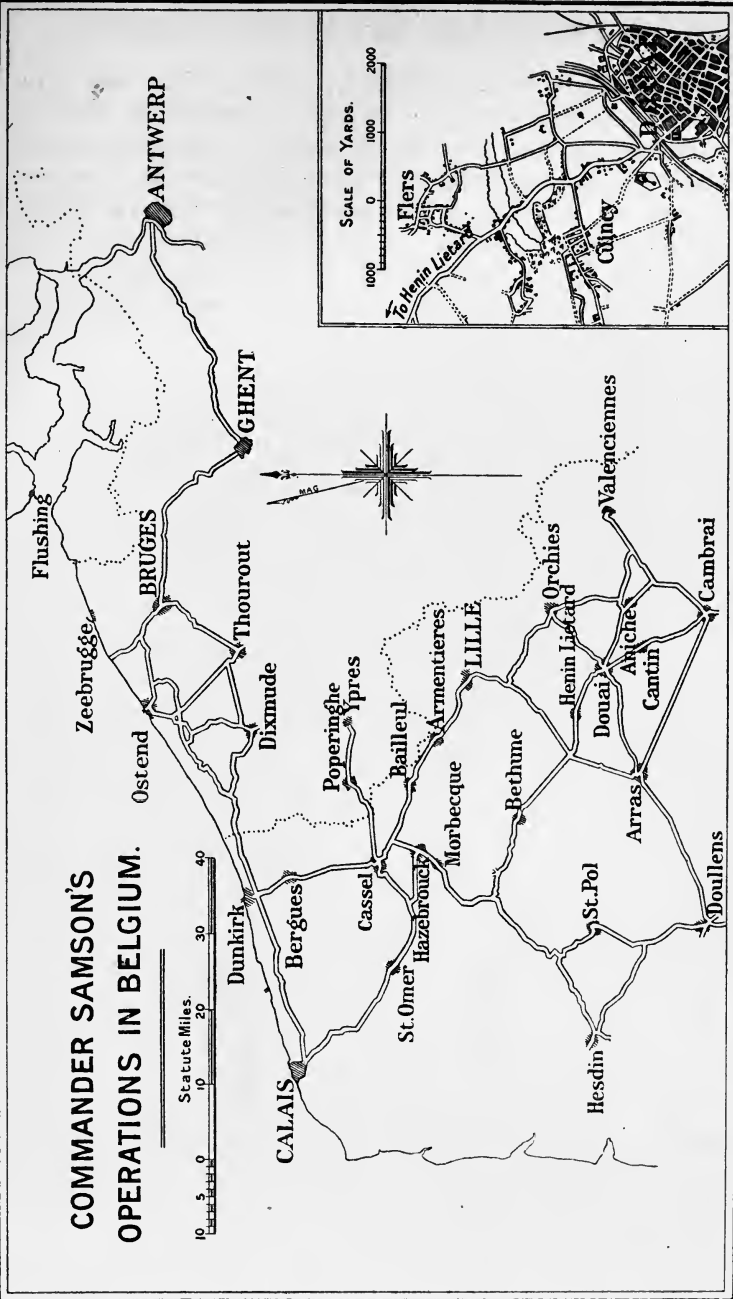 COMMANDER SAMSON'S
OPERATIONS IN BELGIUM.
Statute Miles.
10 5 0 10 20 30 40
Flushing
Zeebrugge
Ostend
BRUGES
ANTWERP
GHENT
Thourout
Dixmude
Dunkirk
CALAIS
Bergues
Poperinghe
Ypres
Cassel
Bailleul
Armentieres
St.Omer
Hazebrouck
Morbecque
LILLE
Bethune
Orchies
Henin Lietard
Valenciennes
Douai
Aniche
Cantin
Cambrai
Arras
St.Pol
Hesdin
Doullens
MAG
SCALE OF YARDS.
1000 0 1000 2000
Flers
To Henin Lietard
Cuincy